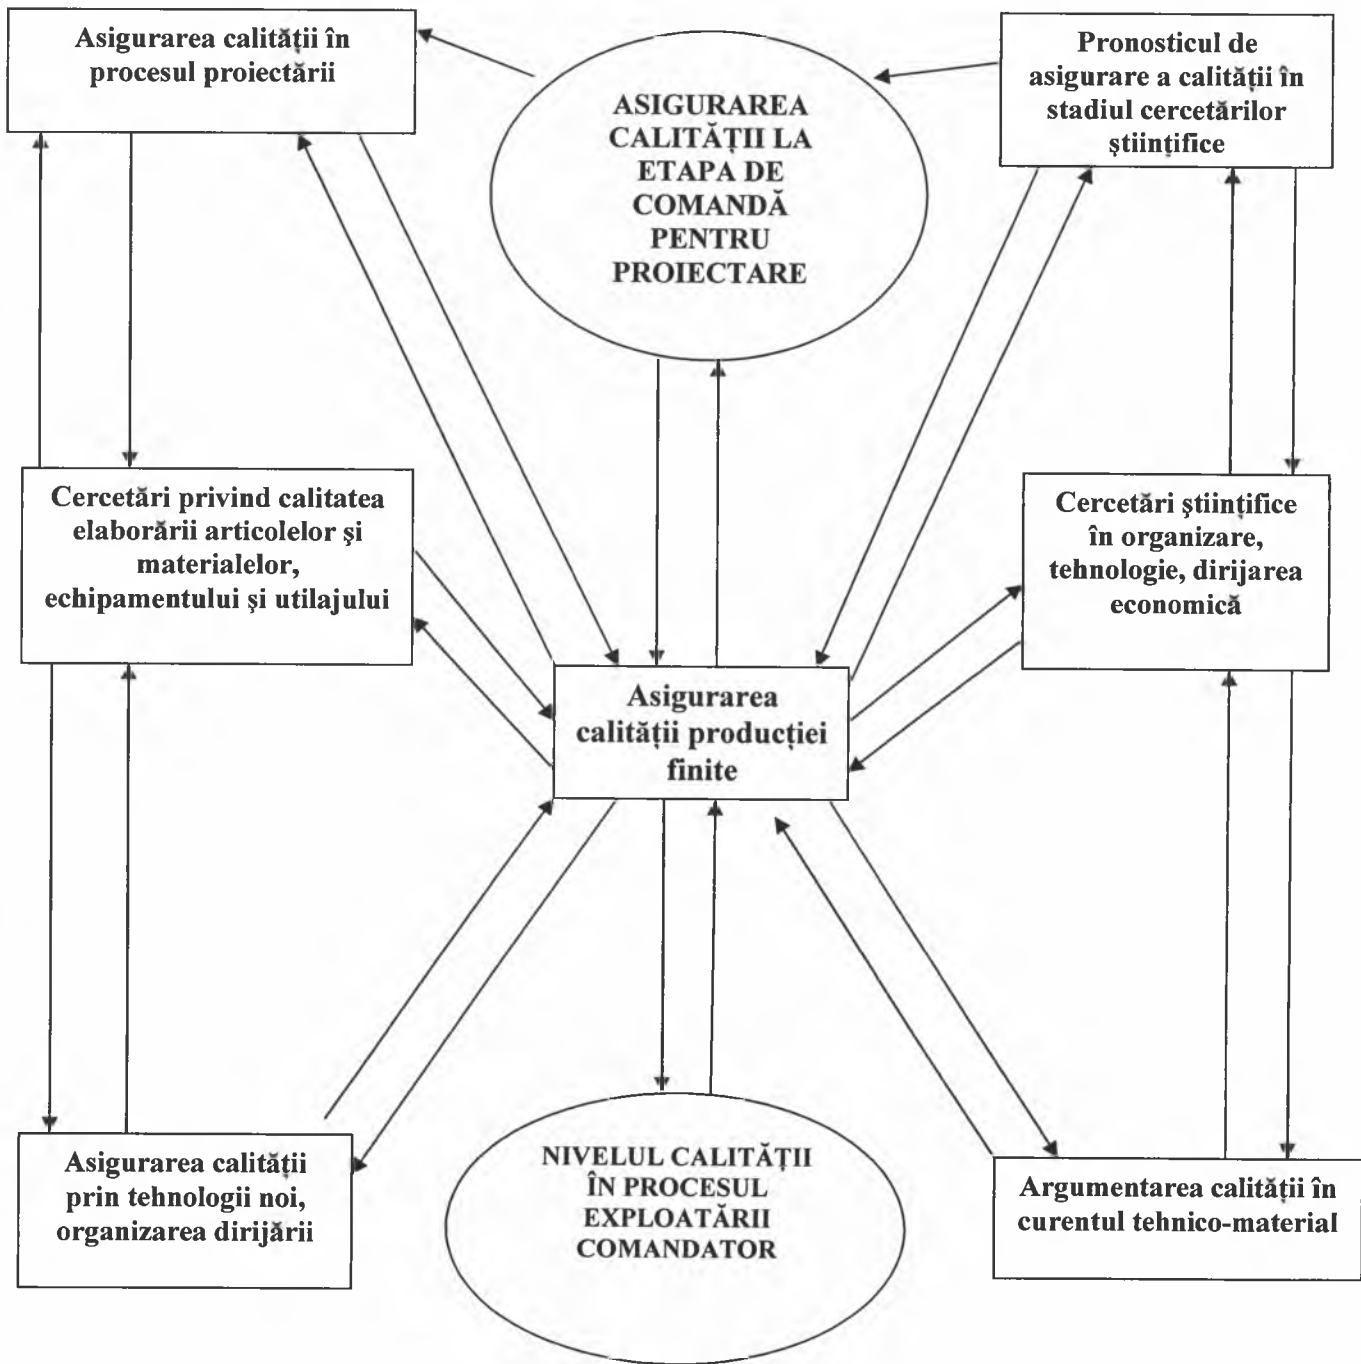 Asigurarea calității în
procesul proiectării
ASIGURAREA
CALITĂȚII LA
ETAPA DE
COMANDĂ
PENTRU
PROIECTARE
Pronosticul de
asigurare a calității în
stadiul cercetărilor
științifice
Cercetări privind calitatea
elaborării articolelor și
materialelor,
echipamentului și utilajului
Cercetări științifice
în organizare,
tehnologie, dirijarea
economică
Asigurarea
calității producției
finite
Asigurarea calității
prin tehnologii noi,
organizarea dirijării
NIVELUL CALITĂȚII
ÎN PROCESUL
EXPLOATĂRII
COMANDATOR
Argumentarea calității în
curentul tehnico-material